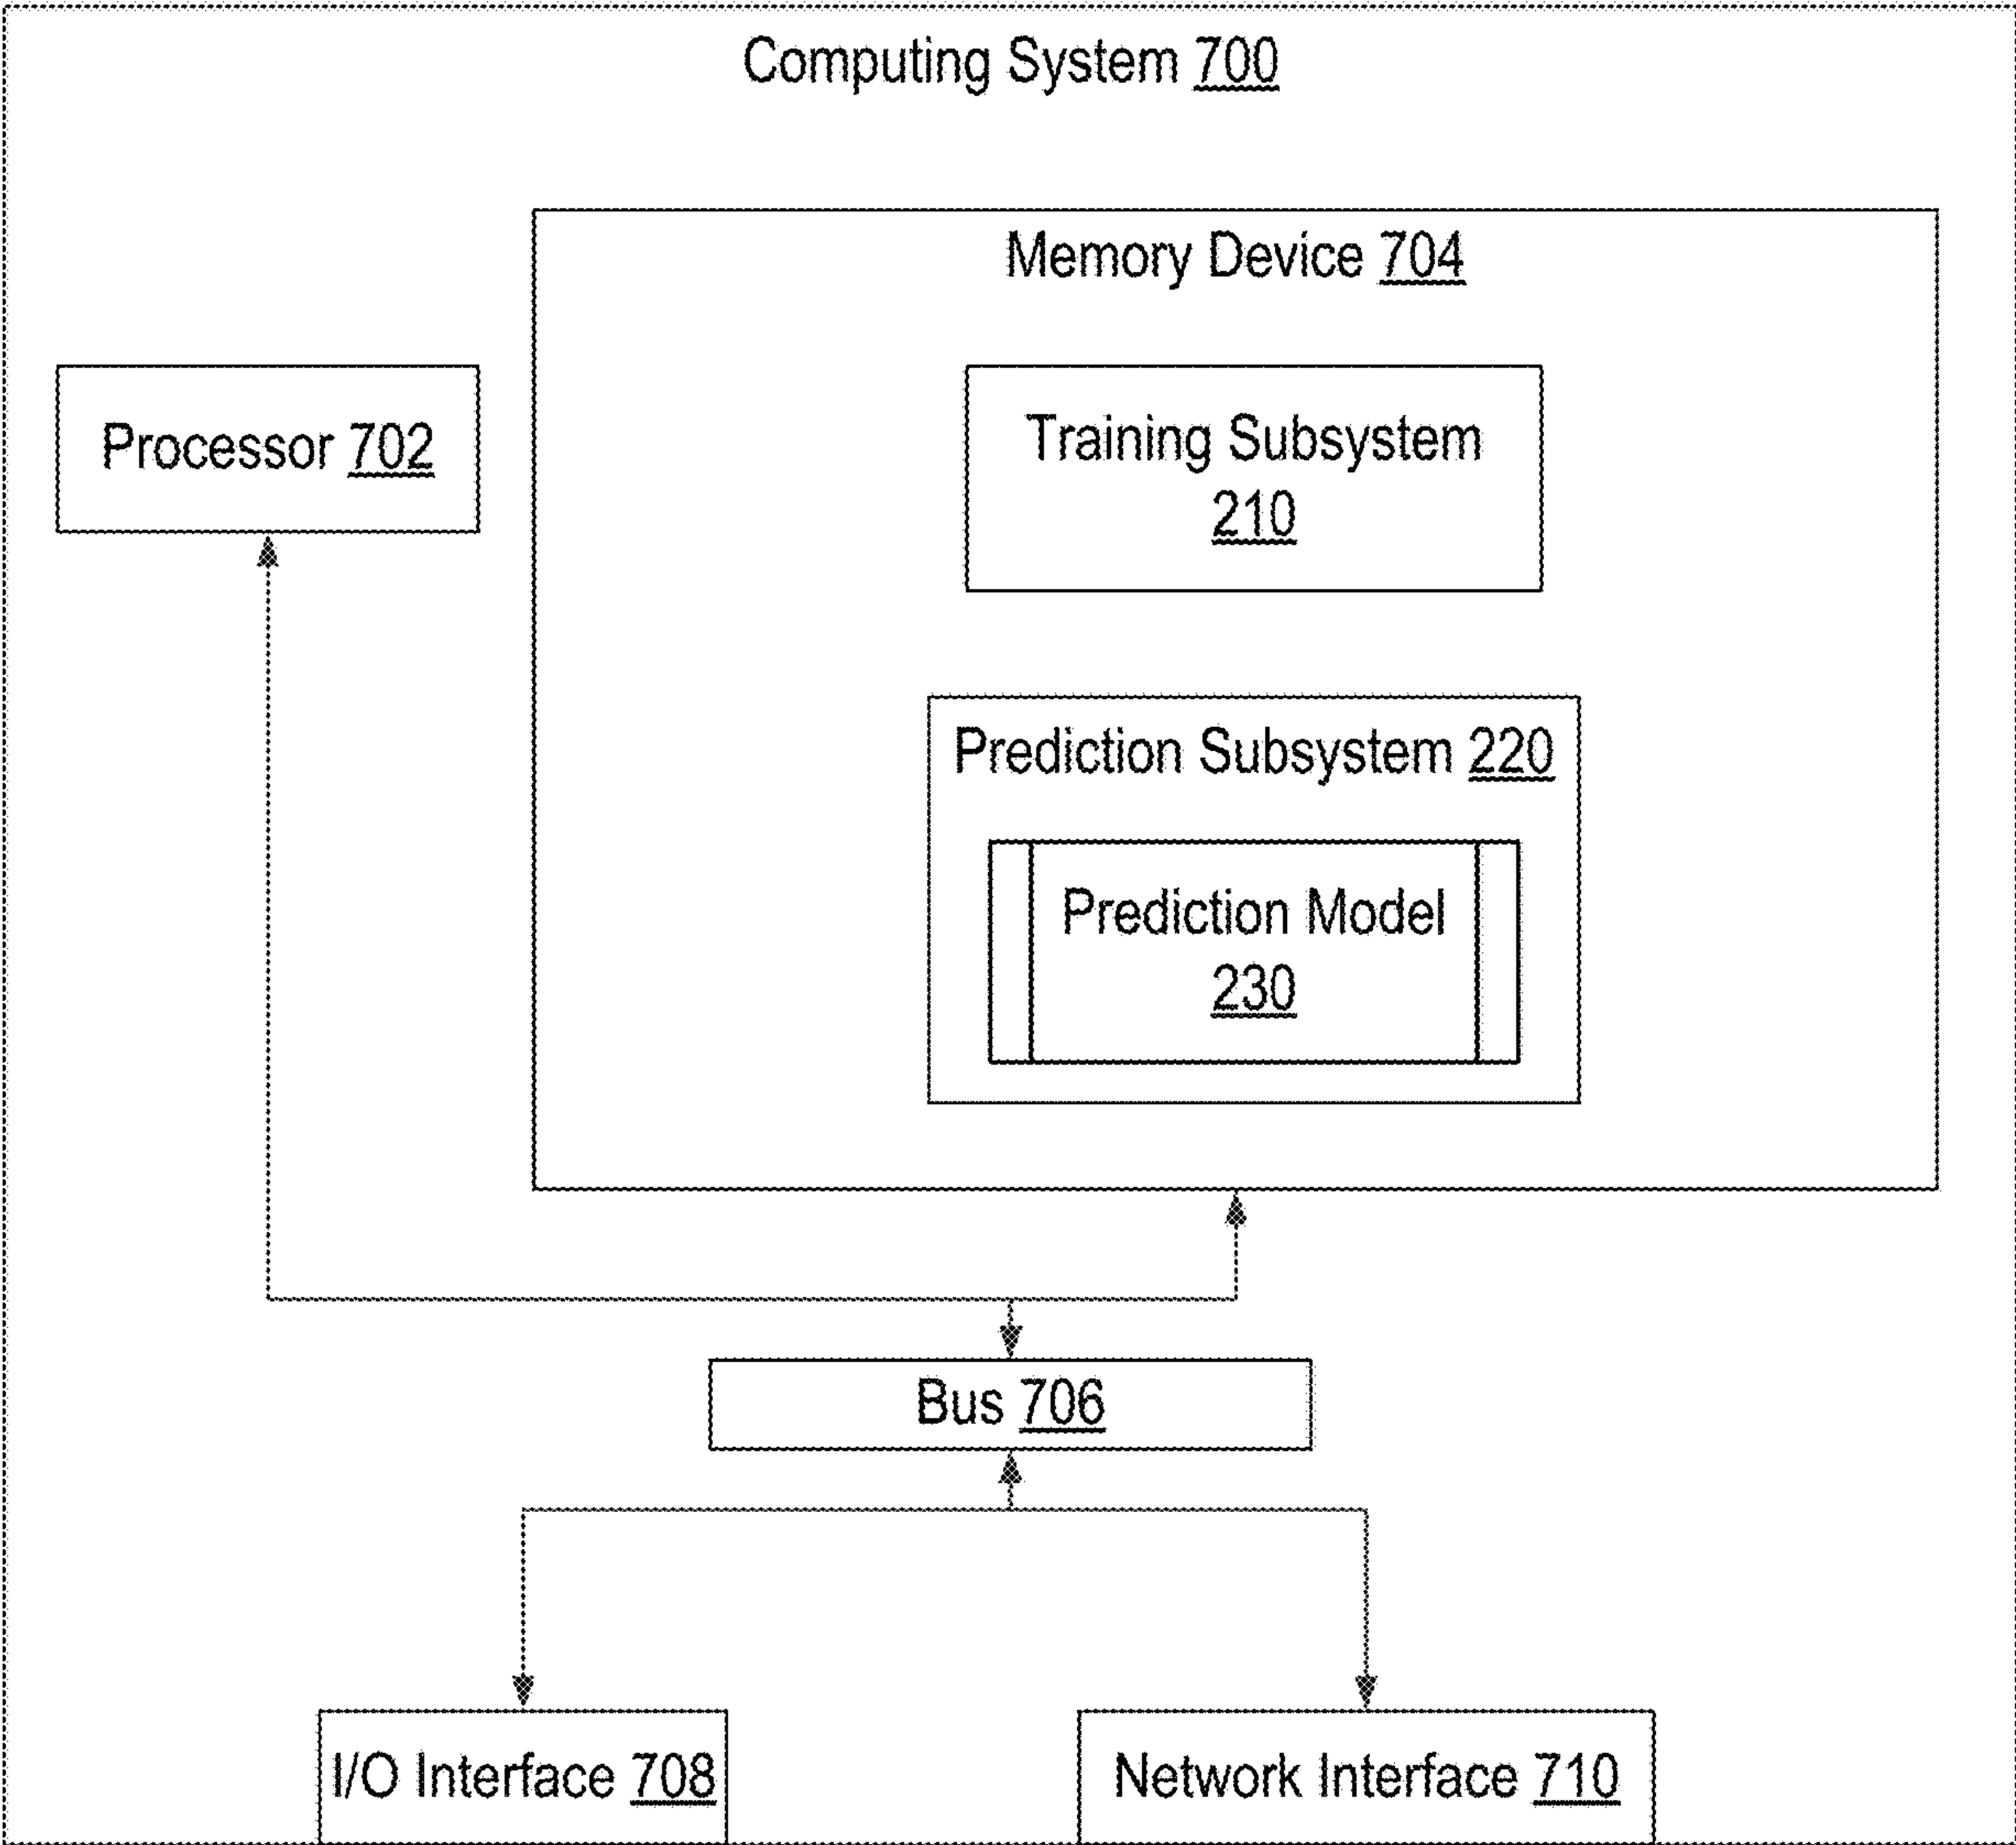 Computing System 700
Memory Device 704
Processor 702
Training Subsystem
210
Prediction Subsystem 220
Prediction Model
230
Bus 706
I/O Interface 708
Network Interface 710